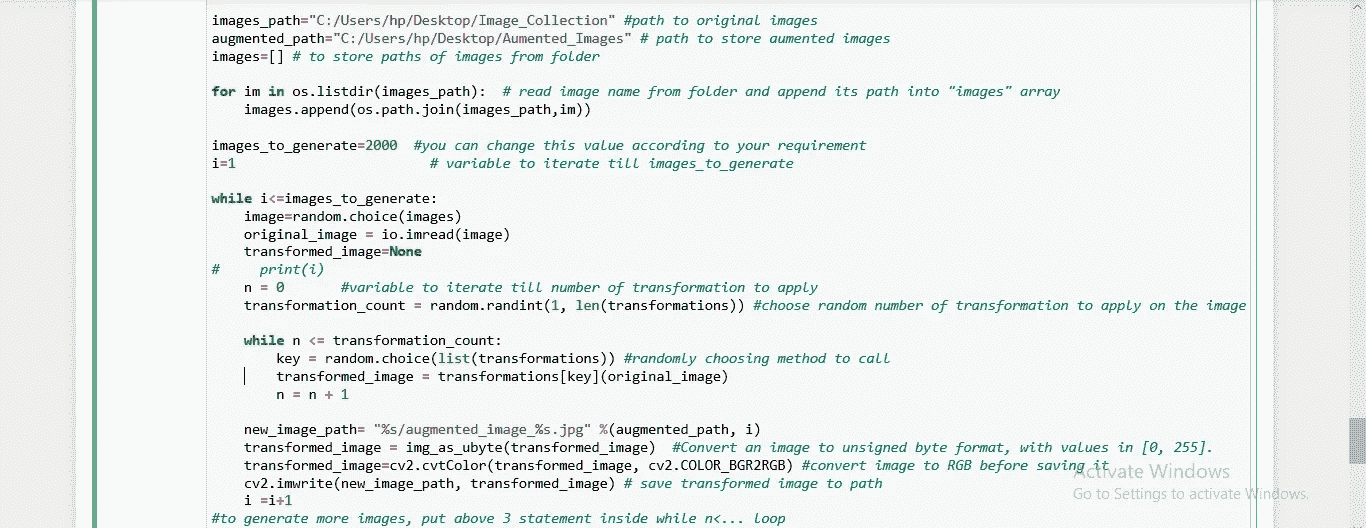 images_path="C:/Users/hp/Desktop/Image_Collection" #path to original images
augmented_path="C:/Users/hp/Desktop/Aumented_Images" # path to store aumented images
images=[] # to store paths of images from folder
for im in os.listdir(images_path):  # read image name from folder and append its path into "images" array
    images.append(os.path.join(images_path,im))
images_to_generate=2000  #you can change this value according to your requirement
i=1                        # variable to iterate till images_to_generate
while i<=images_to_generate:
    image=random.choice(images)
    original_image = io.imread(image)
    transformed_image=None
#     print(i)
    n = 0       #variable to iterate till number of transformation to apply
    transformation_count = random.randint(1, len(transformations)) #choose random number of transformation to apply on the image
    while n <= transformation_count:
        key = random.choice(list(transformations)) #randomly choosing method to call
        transformed_image = transformations[key](original_image)
        n = n + 1
    new_image_path= "%s/augmented_image_%s.jpg" %(augmented_path, i)
    transformed_image = img_as_ubyte(transformed_image)  #Convert an image to unsigned byte format, with values in [0, 255].
    transformed_image=cv2.cvtColor(transformed_image, cv2.COLOR_BGR2RGB) #convert image to RGB before saving it
    cv2.imwrite(new_image_path, transformed_image) # save transformed image to path
    i =i+1
#to generate more images, put above 3 statement inside while n<... loop
Activate Windows
Go to Settings to activate Windows.